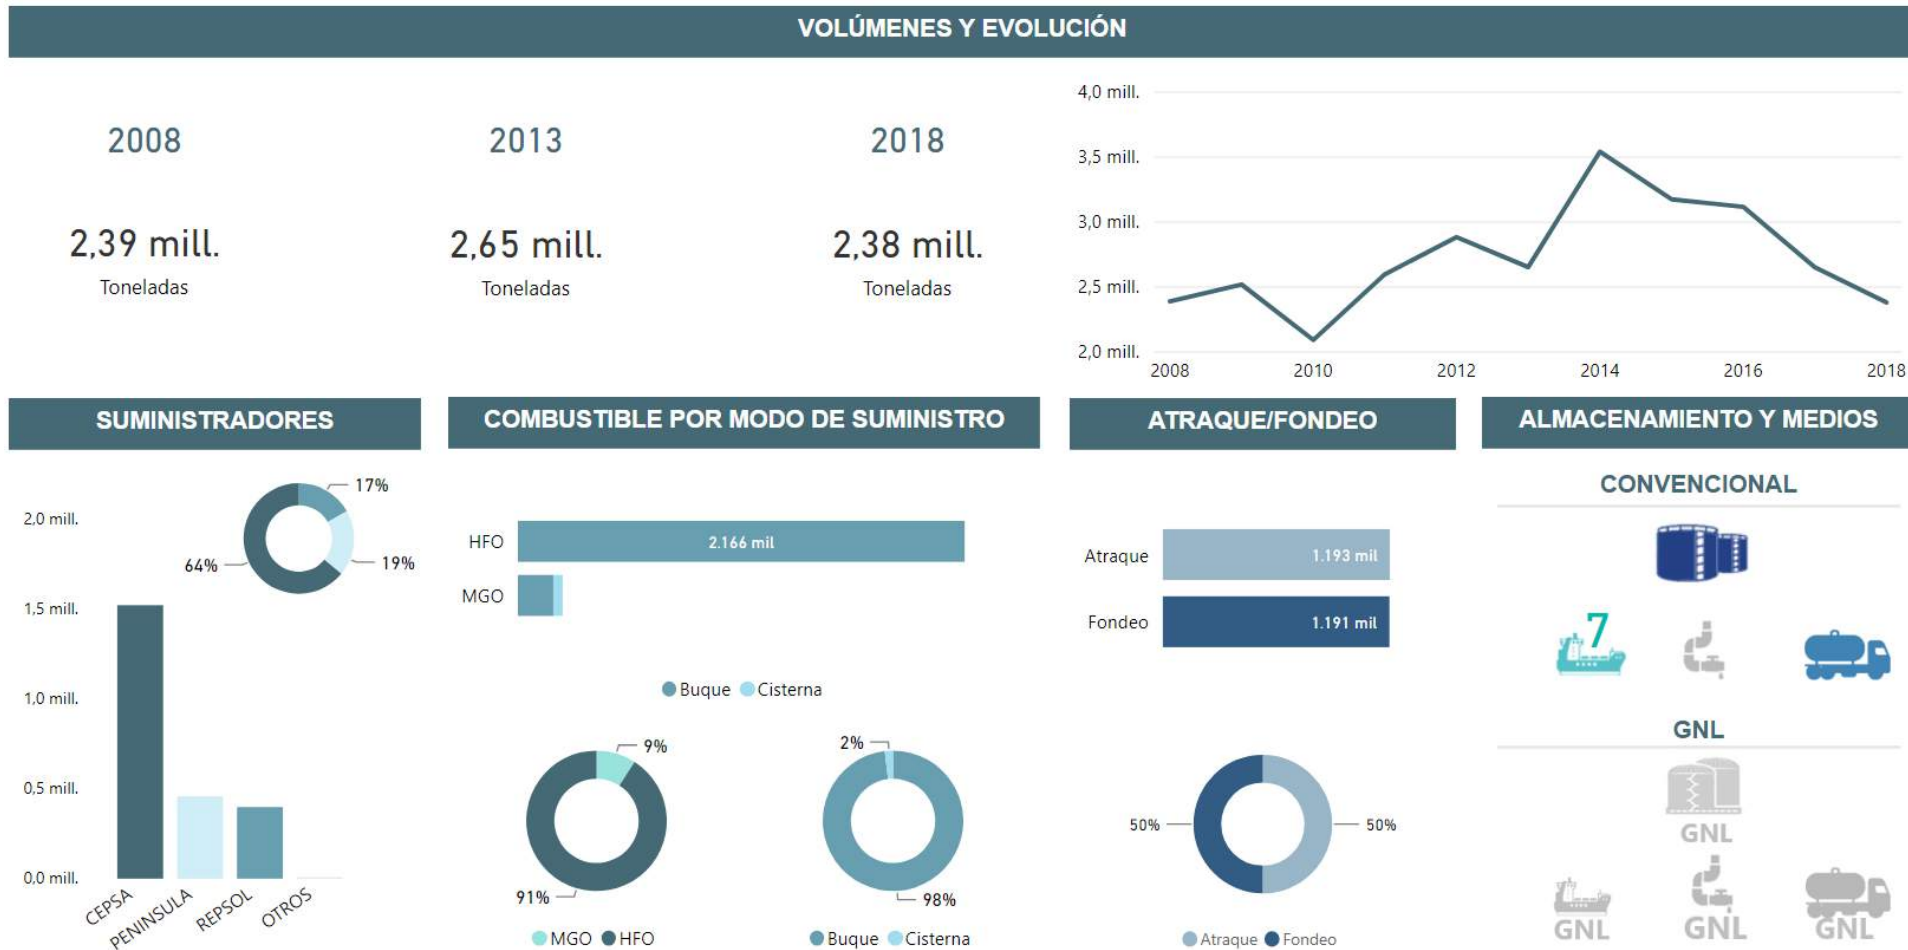 VOLÚMENES Y EVOLUCIÓN
2008
2,39 mill.
Toneladas
2013
2,65 mill.
Toneladas
2018
2,38 mill.
Toneladas
4,0 mill.
3,5 mill.
3,0 mill.
2,5 mill.
2,0 mill.
2008 2010 2012 2014 2016 2018
SUMINISTRADORES
17%
19%
64%
2,0 mill.
1,5 mill.
1,0 mill.
0,5 mill.
0,0 mill.
CEPSA PENINSULA REPSOL OTROS
COMBUSTIBLE POR MODO DE SUMINISTRO
HFO 2.166 mil
MGO
Buque Cisterna
9%
91%
MGO HFO
2%
98%
Buque Cisterna
ATRAQUE/FONDEO
Atraque 1.193 mil
Fondeo 1.191 mil
50% 50%
Atraque Fondeo
ALMACENAMIENTO Y MEDIOS
CONVENCIONAL
7
GNL
GNL
GNL GNL GNL